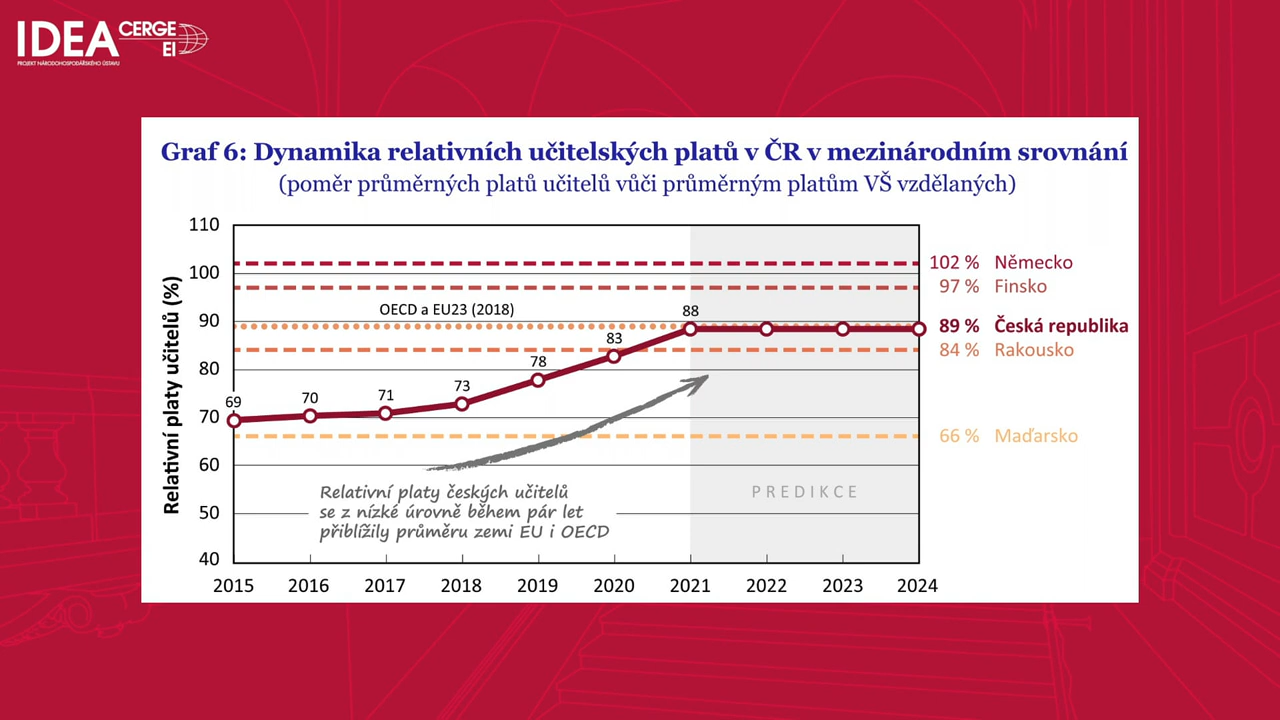 IDEA CERGE EI
PROJEKT NÁRODOHOSPODÁŘSKÉHO ÚSTAVU
Graf 6: Dynamika relativních učitelských platů v ČR v mezinárodním srovnání
(poměr průměrných platů učitelů vůči průměrným platům VŠ vzdělaných)
Relativní platy učitelů (%)
110
100
90
80
70
60
50
40
OECD a EU23 (2018)
69
70
71
73
78
83
88
102 % Německo
97 % Finsko
89 % Česká republika
84 % Rakousko
66 % Maďarsko
Relativní platy českých učitelů
se z nízké úrovně během pár let
přiblížily průměru zemi EU i OECD
PREDIKCE
2015 2016 2017 2018 2019 2020 2021 2022 2023 2024